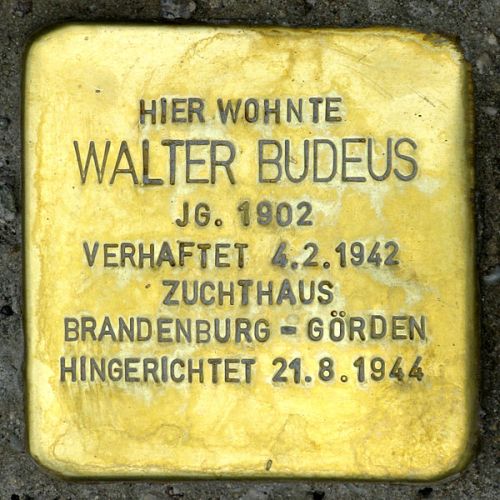 HIER WOHNTE
WALTER BUDEUS
JG. 1902
VERHAFTET 4.2.1942
ZUCHTHAUS
BRANDENBURG - GÖRDEN
HINGERICHTET 21.8.1944